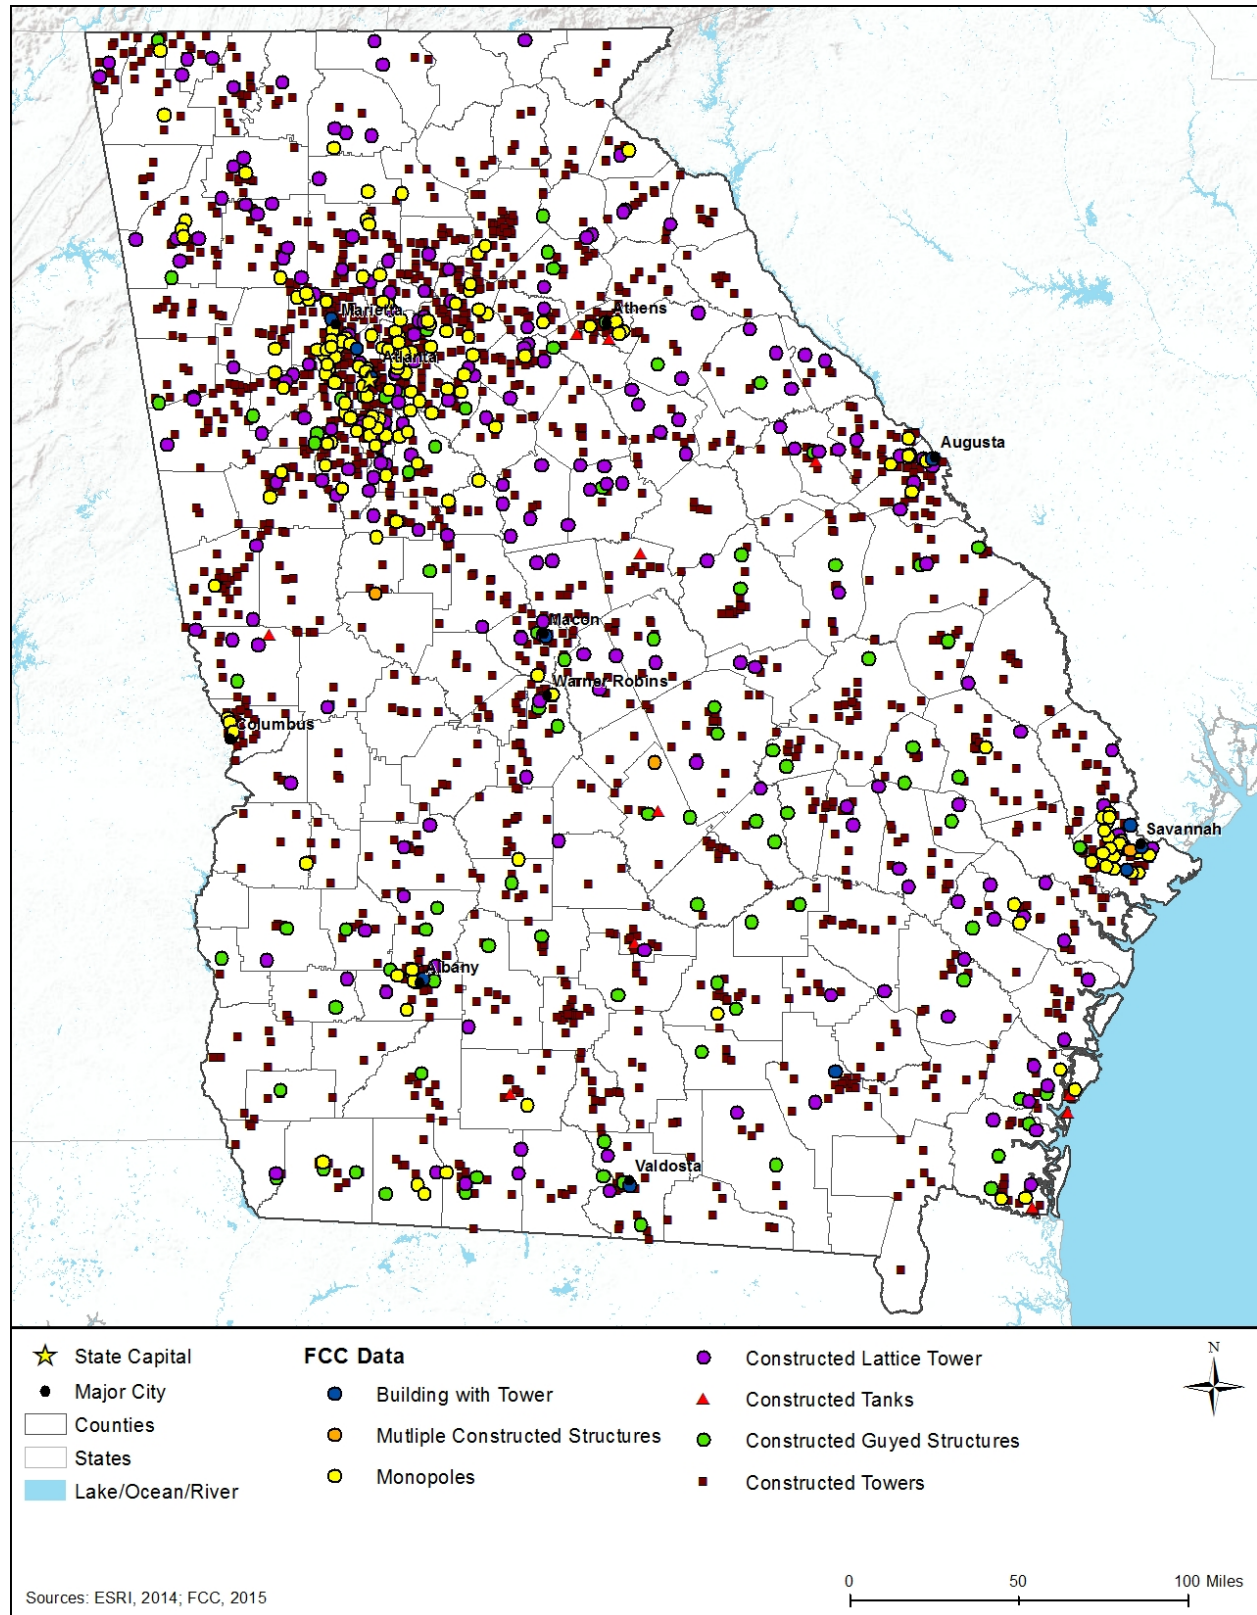 Marietta
Athens
Atlanta
Augusta
Macon
Warner Robins
Columbus
Savannah
Albany
Valdosta
State Capital
Major City
Counties
States
Lake/Ocean/River
FCC Data
Building with Tower
Mutliple Constructed Structures
Monopoles
Constructed Lattice Tower
Constructed Tanks
Constructed Guyed Structures
Constructed Towers
N
Sources: ESRI, 2014; FCC, 2015
0 50 100 Miles